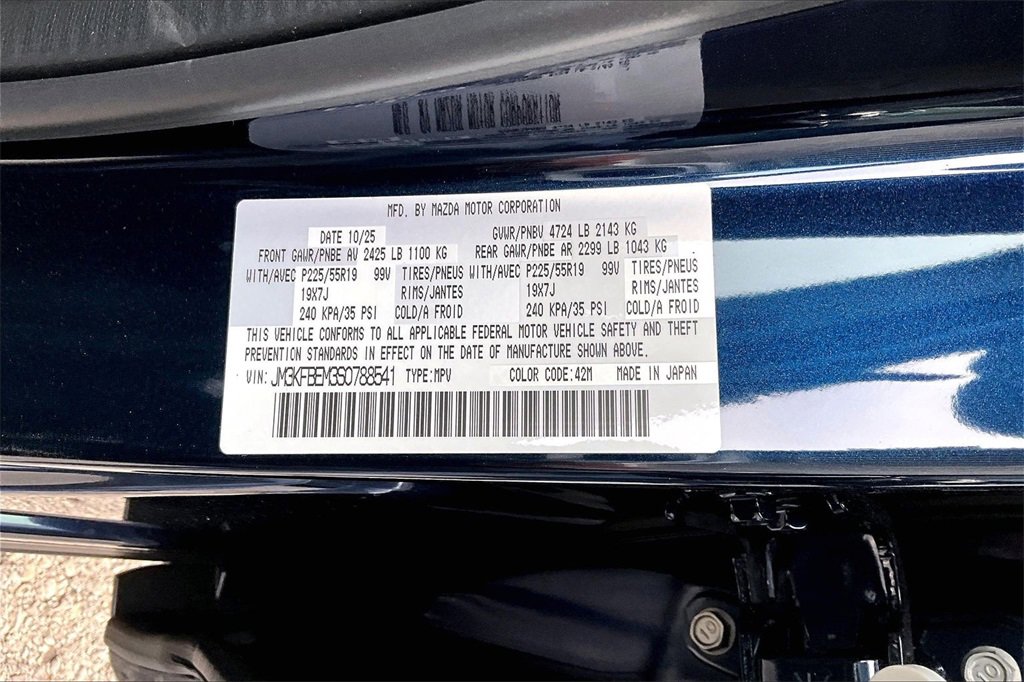 MFD. BY MAZDA MOTOR CORPORATION
DATE 10/25 GVWR/PNBV 4724 LB 2143 KG
FRONT GAWR/PNBE AV 2425 LB 1100 KG REAR GAWR/PNBE AR 2299 LB 1043 KG
WITH/AVEC P225/55R19 99V TIRES/PNEUS WITH/AVEC P225/55R19 99V TIRES/PNEUS
19X7J RIMS/JANTES 19X7J RIMS/JANTES
240 KPA/35 PSI COLD/A FROID 240 KPA/35 PSI COLD/A FROID
THIS VEHICLE CONFORMS TO ALL APPLICABLE FEDERAL MOTOR VEHICLE SAFETY AND THEFT
PREVENTION STANDARDS IN EFFECT ON THE DATE OF MANUFACTURE SHOWN ABOVE.
VIN: JM3KFBEM3S0788541 TYPE:MPV COLOR CODE:42M MADE IN JAPAN
10
10